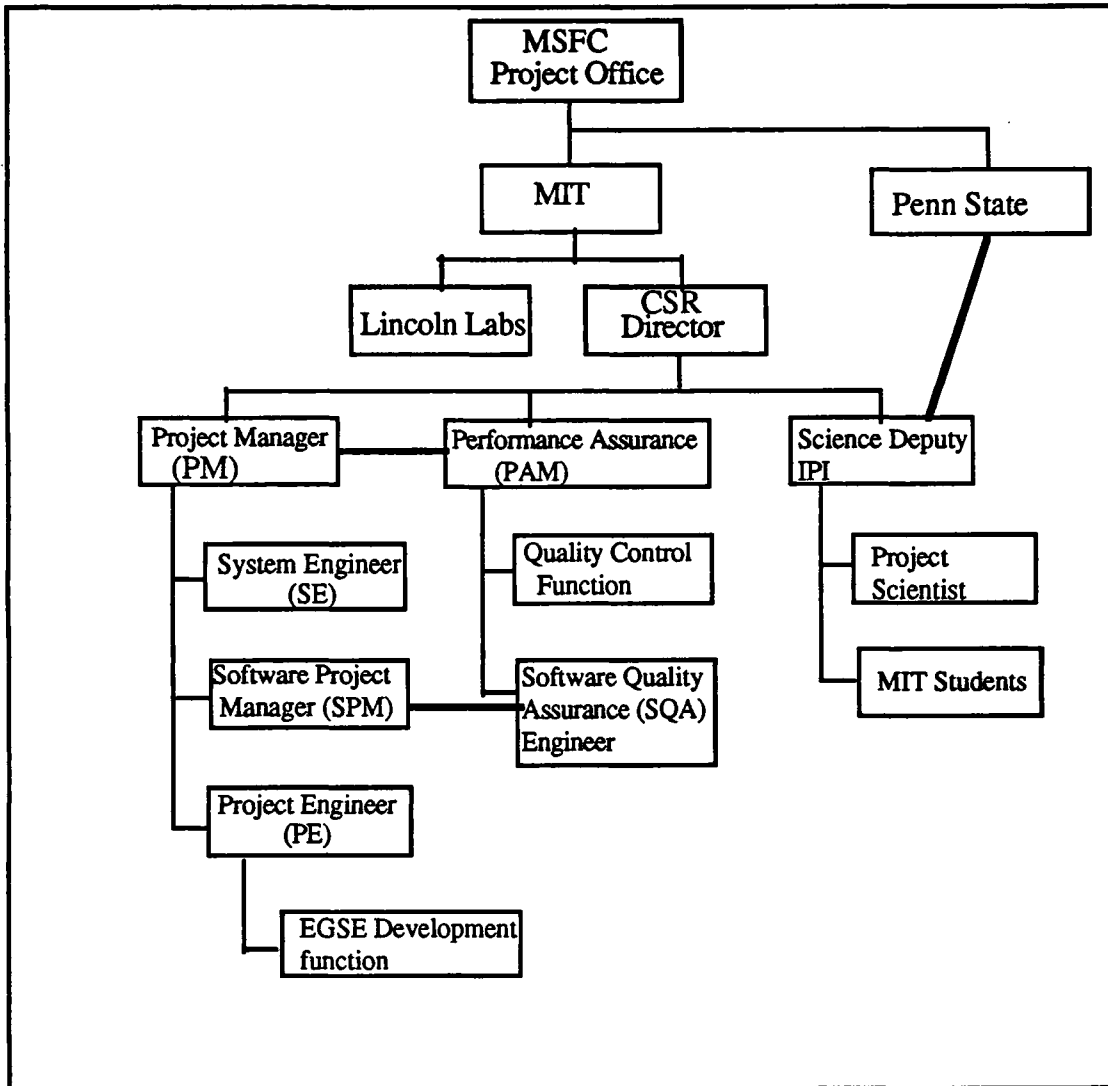 MSFC
Project Office
MIT
Penn State
Lincoln Labs
CSR
Director
Project Manager
(PM)
Performance Assurance
(PAM)
Science Deputy
IPI
System Engineer
(SE)
Quality Control
Function
Project
Scientist
Software Project
Manager (SPM)
Software Quality
Assurance (SQA)
Engineer
MIT Students
Project Engineer
(PE)
EGSE Development
function